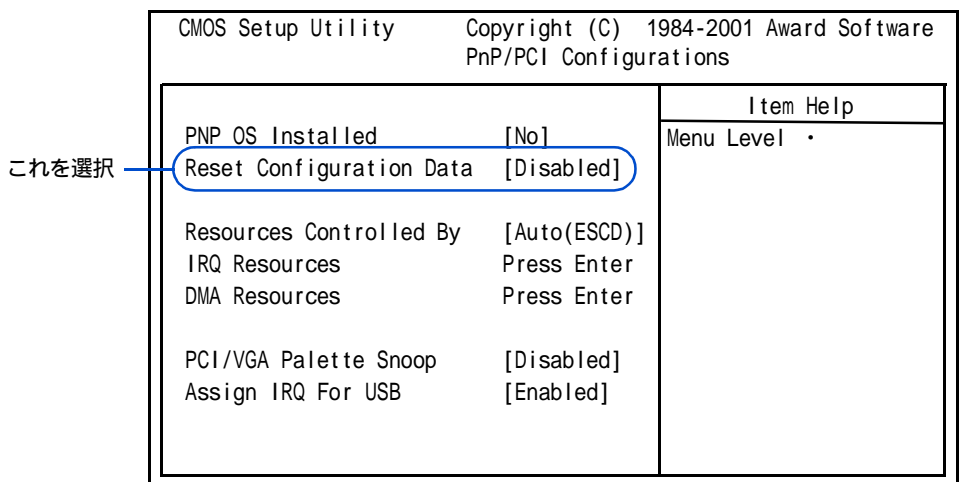 CMOS Setup Utility Copyright (C) 1984-2001 Award Software
PnP/PCI Configurations
Item Help
PNP OS Installed [No] Menu Level ・
これを選択 Reset Configuration Data [Disabled]
Resources Controlled By [Auto(ESCD)]
IRQ Resources Press Enter
DMA Resources Press Enter
PCI/VGA Palette Snoop [Disabled]
Assign IRQ For USB [Enabled]